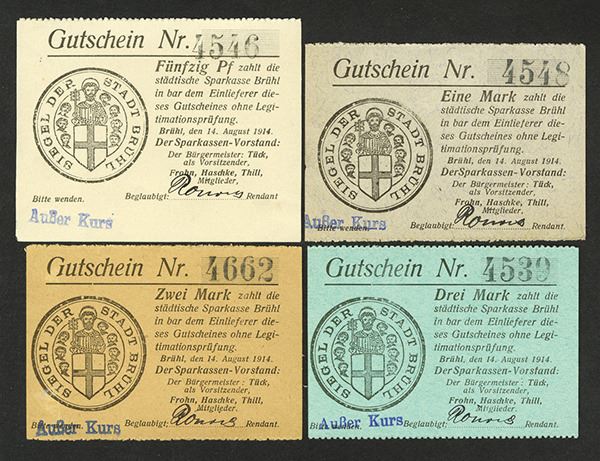 Gutschein Nr. 4546
SIEGEL DER STADT BRÜHL
Fünfzig Pf zahlt die
städtische Sparkasse Brühl
in bar dem Einlieferer die-
ses Gutscheines ohne Legi-
timationsprüfung.
Brühl, den 14. August 1914.
Der Sparkassen-Vorstand:
Der Bürgermeister: Tück,
als Vorsitzender,
Frohn, Haschke, Thill,
Mitglieder.
Bitte wenden. Beglaubigt: Rendant.
Außer Kurs
Gutschein Nr. 4548
SIEGEL DER STADT BRÜHL
Eine Mark zahlt die
städtische Sparkasse Brühl
in bar dem Einlieferer die-
ses Gutscheines ohne Legi-
timationsprüfung.
Brühl, den 14. August 1914.
Der Sparkassen-Vorstand:
Der Bürgermeister: Tück,
als Vorsitzender,
Frohn, Haschke, Thill,
Mitglieder.
Bitte wenden. Beglaubigt: Rendant.
Außer Kurs
Gutschein Nr. 4662
SIEGEL DER STADT BRÜHL
Zwei Mark zahlt die
städtische Sparkasse Brühl
in bar dem Einlieferer die-
ses Gutscheines ohne Legi-
timationsprüfung.
Brühl, den 14. August 1914.
Der Sparkassen-Vorstand:
Der Bürgermeister: Tück,
als Vorsitzender,
Frohn, Haschke, Thill,
Mitglieder.
Bitte wenden. Beglaubigt: Rendant.
Außer Kurs
Gutschein Nr. 4539
SIEGEL DER STADT BRÜHL
Drei Mark zahlt die
städtische Sparkasse Brühl
in bar dem Einlieferer die-
ses Gutscheines ohne Legi-
timationsprüfung.
Brühl, den 14. August 1914.
Der Sparkassen-Vorstand:
Der Bürgermeister: Tück,
als Vorsitzender,
Frohn, Haschke, Thill,
Mitglieder.
Bitte wenden. Beglaubigt: Rendant.
Außer Kurs